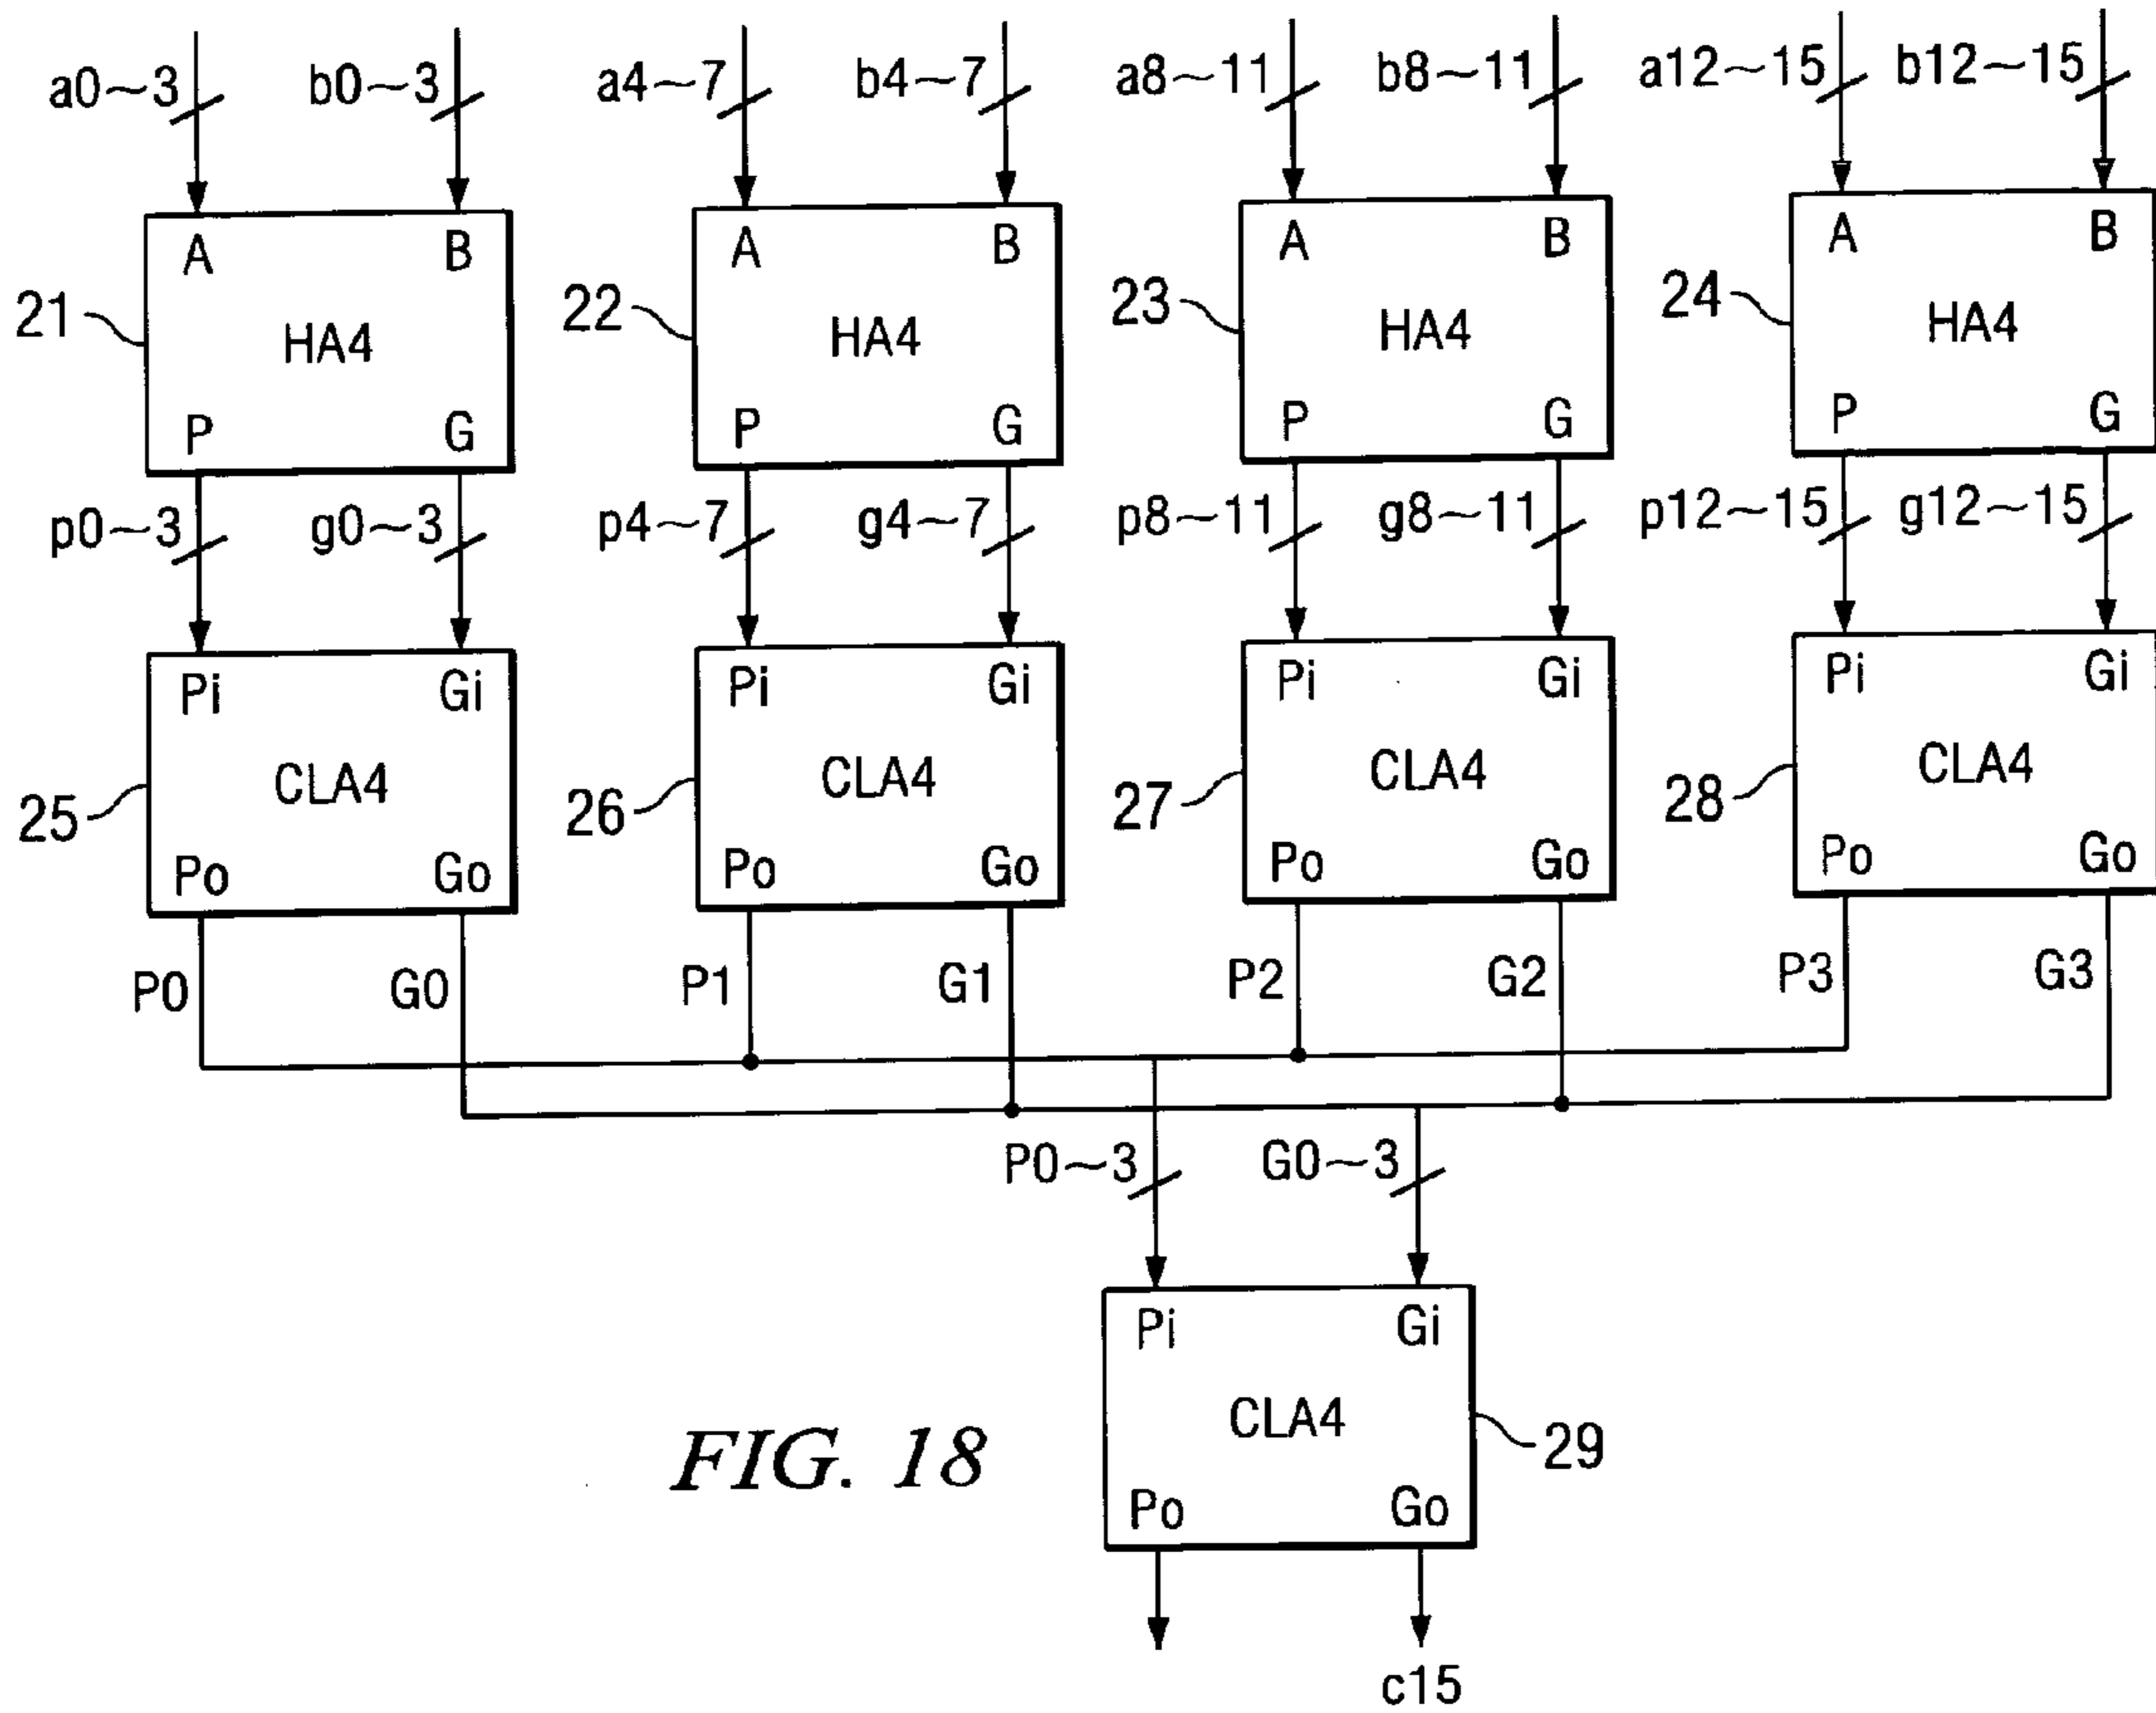 a0~3 b0~3 a4~7 b4~7 a8~11 b8~11 a12~15 b12~15
A B A B A B A B
21 HA4 22 HA4 23 HA4 24 HA4
P G P G P G P G
p0~3 g0~3 p4~7 g4~7 p8~11 g8~11 p12~15 g12~15
Pi Gi Pi Gi Pi Gi Pi Gi
25 CLA4 26 CLA4 27 CLA4 28 CLA4
Po Go Po Go Po Go Po Go
P0 G0 P1 G1 P2 G2 P3 G3
P0~3 G0~3
Pi Gi
CLA4 29
Po Go
c15
FIG. 18